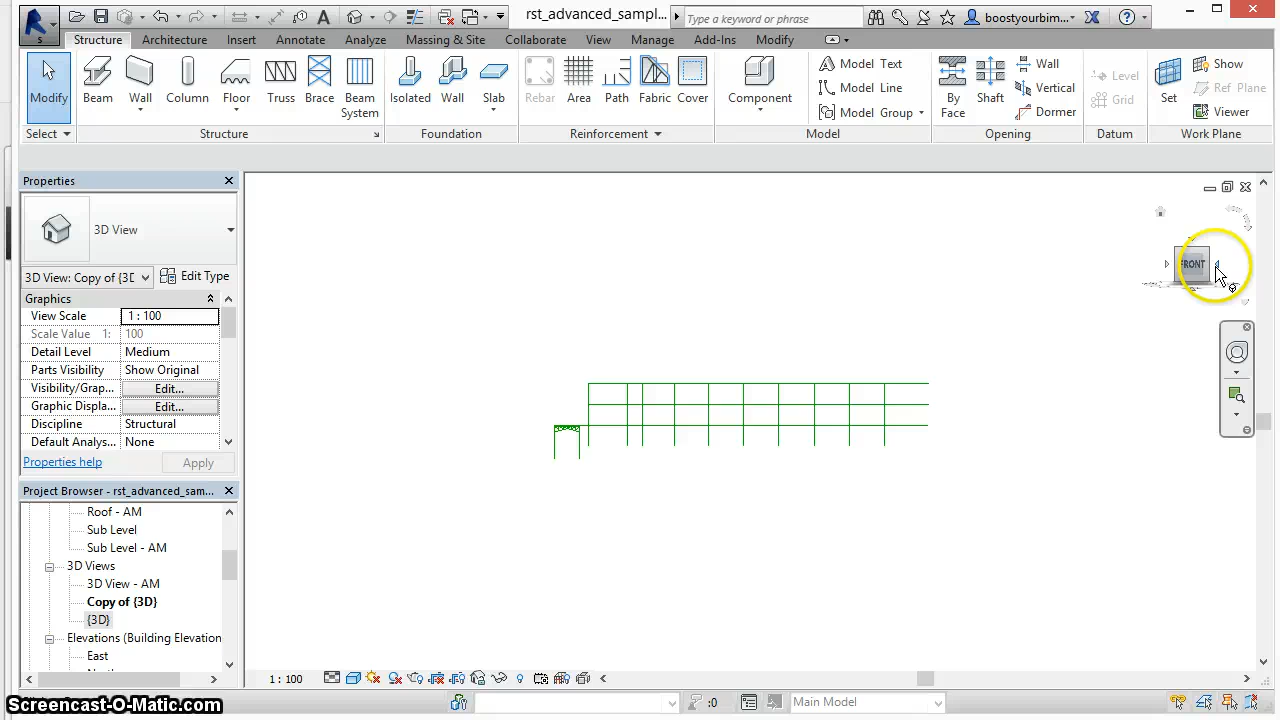 rst_advanced_sampl...
Type a keyword or phrase
boostyourbim...
S
Structure Architecture Insert Annotate Analyze Massing & Site Collaborate View Manage Add-Ins Modify
Modify Beam Wall Column Floor Truss Brace Beam System
Isolated Wall Slab
Rebar Area Path Fabric Cover
Component
Model Text
Model Line
Model Group
By Face Shaft
Wall
Vertical
Dormer
Level
Grid
Set
Show
Ref Plane
Viewer
Select Structure Foundation Reinforcement Model Opening Datum Work Plane
Properties
3D View
3D View: Copy of {3D Edit Type
Graphics
View Scale 1 : 100
Scale Value 1: 100
Detail Level Medium
Parts Visibility Show Original
Visibility/Grap... Edit...
Graphic Displa... Edit...
Discipline Structural
Default Analys... None
Properties help Apply
Project Browser - rst_advanced_sam...
Roof - AM
Sub Level
Sub Level - AM
3D Views
3D View - AM
Copy of {3D}
{3D}
Elevations (Building Elevation
East
FRONT
1 : 100
:0
Main Model
Screencast-O-Matic.com